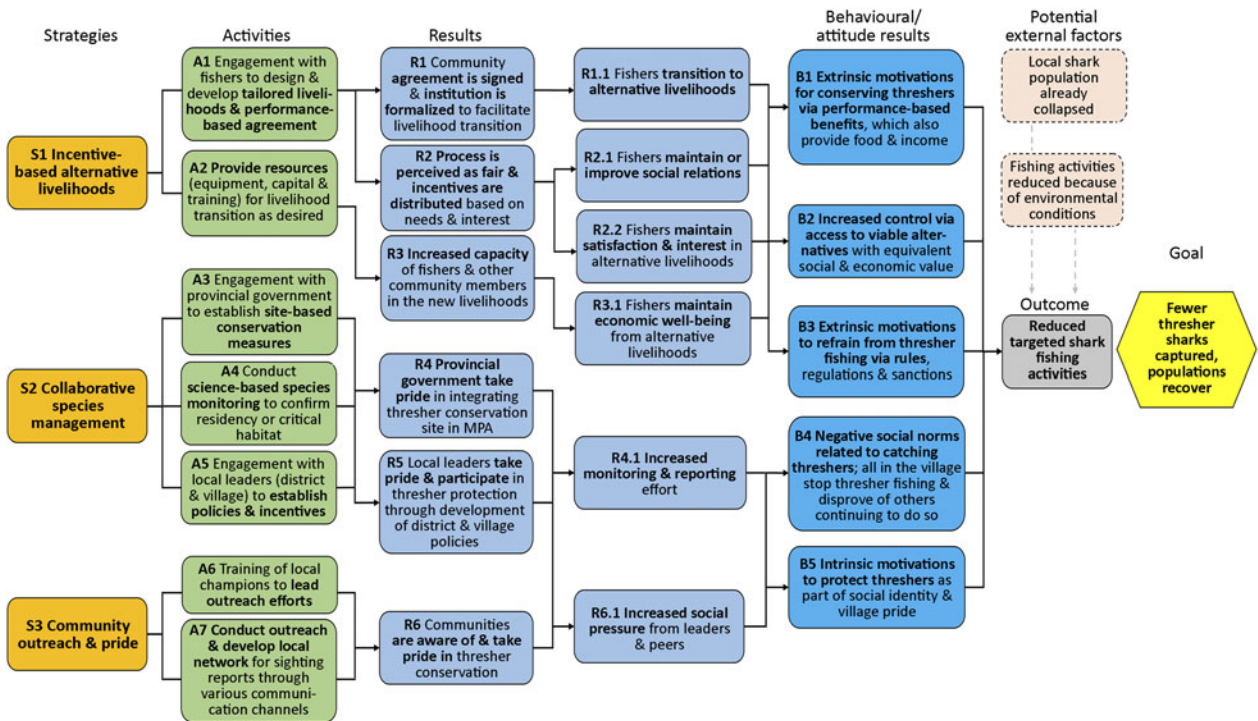 Strategies
Activities
Results
Behavioural/
attitude results
Potential
external factors
S1 Incentive-
based alternative
livelihoods
S2 Collaborative
species
management
S3 Community
outreach & pride
A1 Engagement with
fishers to design &
develop tailored liveli-
hoods & performance-
based agreement
A2 Provide resources
(equipment, capital &
training) for livelihood
transition as desired
A3 Engagement with
provincial government
to establish site-based
conservation
measures
A4 Conduct
science-based species
monitoring to confirm
residency or critical
habitat
A5 Engagement with
local leaders (district
& village) to establish
policies & incentives
A6 Training of local
champions to lead
outreach efforts
A7 Conduct outreach
& develop local
network for sighting
reports through
various communi-
cation channels
R1 Community
agreement is signed
& institution is
formalized to facilitate
livelihood transition
R2 Process is
perceived as fair &
incentives are
distributed based on
needs & interest
R3 Increased capacity
of fishers & other
community members
in the new livelihoods
R4 Provincial
government take
pride in integrating
thresher conservation
site in MPA
R5 Local leaders take
pride & participate in
thresher protection
through development
of district & village
policies
R6 Communities
are aware of & take
pride in thresher
conservation
R1.1 Fishers transition to
alternative livelihoods
R2.1 Fishers maintain or
improve social relations
R2.2 Fishers maintain
satisfaction & interest in
alternative livelihoods
R3.1 Fishers maintain
economic well-being
from alternative
livelihoods
R4.1 Increased
monitoring & reporting
effort
R6.1 Increased social
pressure from leaders
& peers
B1 Extrinsic motivations
for conserving threshers
via performance-based
benefits, which also
provide food & income
B2 Increased control via
access to viable alter-
natives with equivalent
social & economic value
B3 Extrinsic motivations
to refrain from thresher
fishing via rules,
regulations & sanctions
B4 Negative social norms
related to catching
threshers; all in the village
stop thresher fishing &
disprove of others
continuing to do so
B5 Intrinsic motivations
to protect threshers as
part of social identity &
village pride
Local shark
population
already
collapsed
Fishing activities
reduced because
of environmental
conditions
Outcome
Reduced
targeted shark
fishing
activities
Goal
Fewer
thresher
sharks
captured,
populations
recover